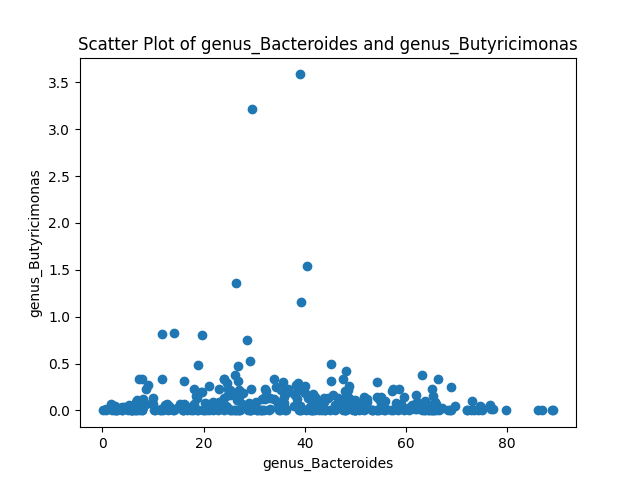 Scatter Plot of genus_Bacteroides and genus_Butyricimonas
3.5
3.0
2.5
2.0
1.5
1.0
0.5
0.0
genus_Butyricimonas
0 20 40 60 80
genus_Bacteroides